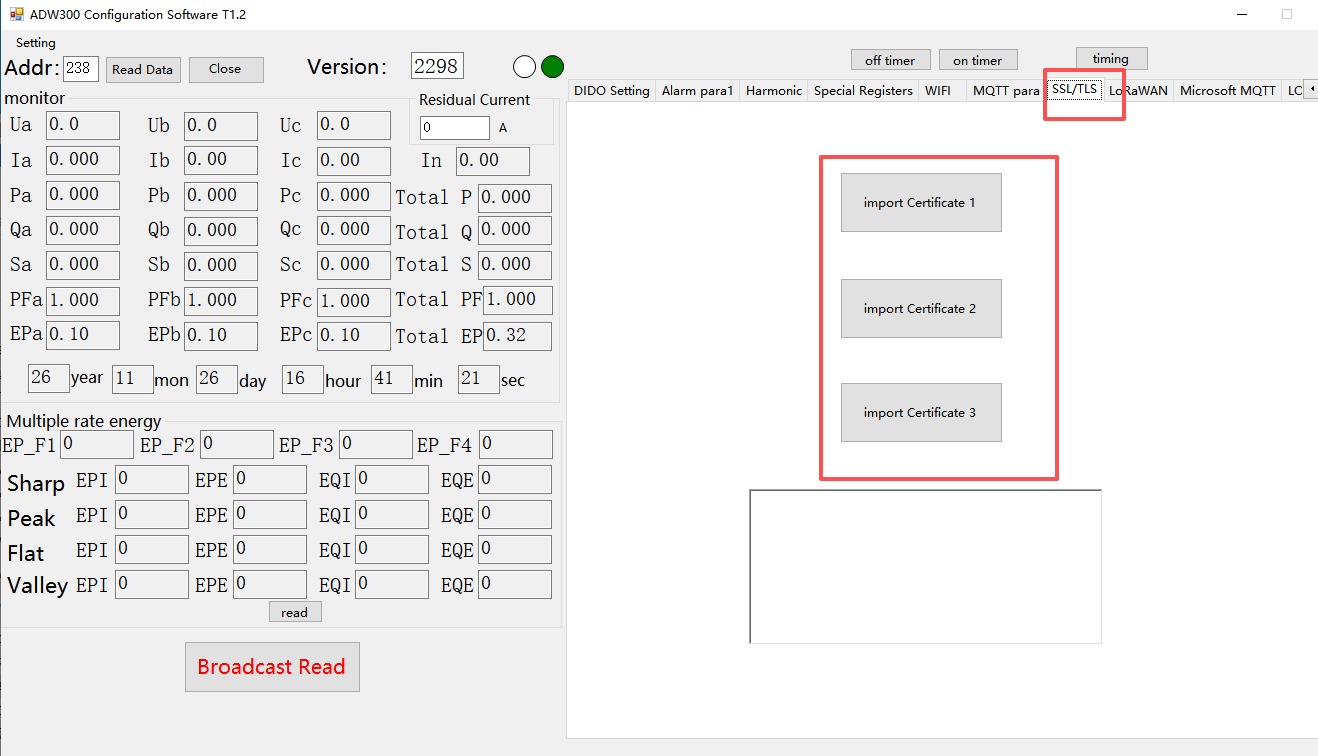 ADW300 Configuration Software T1.2
Setting
Addr: 238 Read Data Close Version: 2298
off timer on timer timing
DIDO Setting Alarm para1 Harmonic Special Registers WIFI MQTT para SSL/TLS LoRaWAN Microsoft MQTT LC
monitor
Residual Current
0 A
Ua 0.0 Ub 0.0 Uc 0.0
Ia 0.000 Ib 0.00 Ic 0.00 In 0.00
Pa 0.000 Pb 0.000 Pc 0.000 Total P 0.000
Qa 0.000 Qb 0.000 Qc 0.000 Total Q 0.000
Sa 0.000 Sb 0.000 Sc 0.000 Total S 0.000
PFa 1.000 PFb 1.000 PFc 1.000 Total PF 1.000
EPa 0.10 EPb 0.10 EPc 0.10 Total EP 0.32
26 year 11 mon 26 day 16 hour 41 min 21 sec
Multiple rate energy
EP_F1 0 EP_F2 0 EP_F3 0 EP_F4 0
Sharp EPI 0 EPE 0 EQI 0 EQE 0
Peak EPI 0 EPE 0 EQI 0 EQE 0
Flat EPI 0 EPE 0 EQI 0 EQE 0
Valley EPI 0 EPE 0 EQI 0 EQE 0
read
Broadcast Read
import Certificate 1
import Certificate 2
import Certificate 3